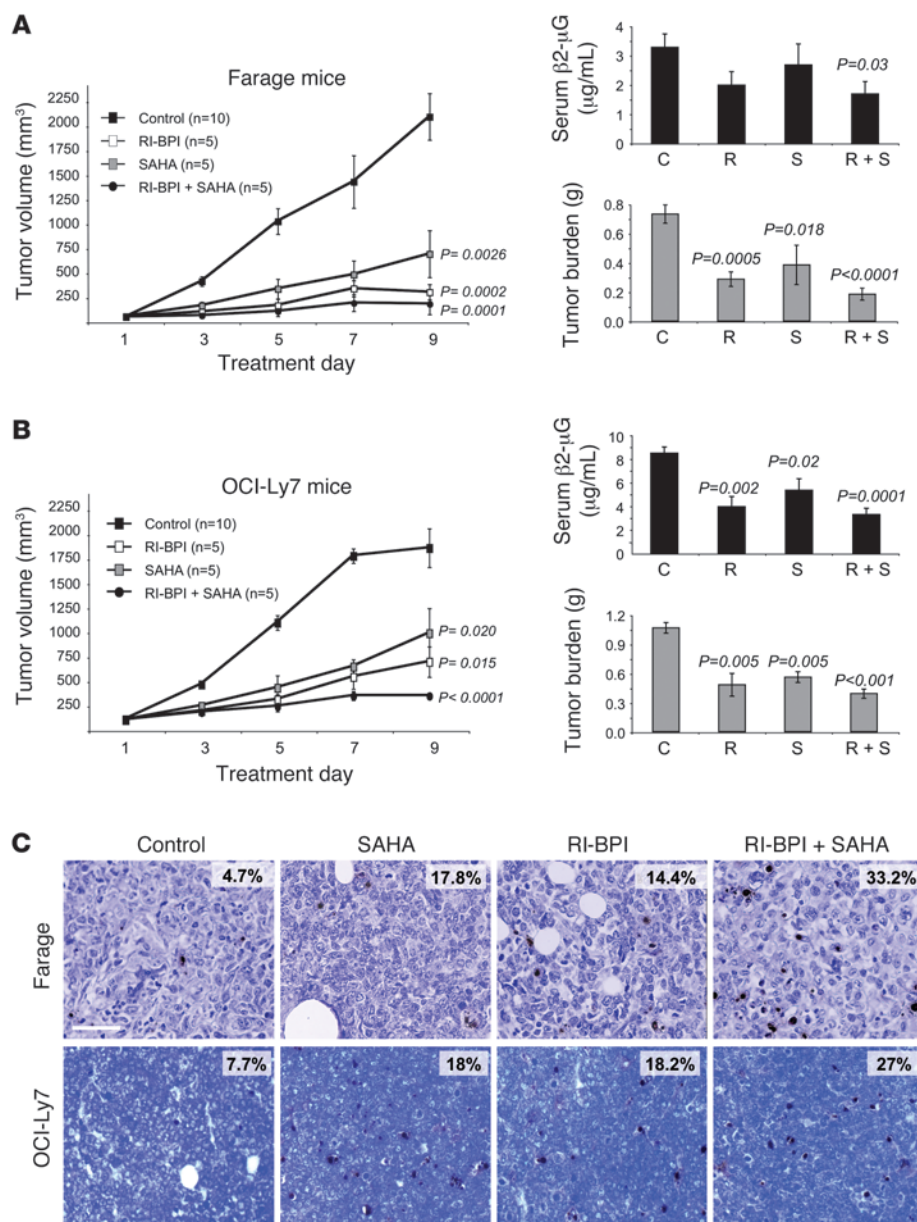 A
Farage mice
Tumor volume (mm³)
2250
2000
1750
1500
1250
1000
750
500
250
Control (n=10)
RI-BPI (n=5)
SAHA (n=5)
RI-BPI + SAHA (n=5)
P= 0.0026
P= 0.0002
P= 0.0001
1 3 5 7 9
Treatment day
Serum β2-μG
(μg/mL)
4
3
2
1
0
P=0.03
C R S R + S
Tumor burden (g)
0.8
0.6
0.4
0.2
0.0
P=0.0005
P=0.018
P<0.0001
C R S R + S
B
OCI-Ly7 mice
Tumor volume (mm³)
2250
2000
1750
1500
1250
1000
750
500
250
Control (n=10)
RI-BPI (n=5)
SAHA (n=5)
RI-BPI + SAHA (n=5)
P= 0.020
P= 0.015
P< 0.0001
1 3 5 7 9
Treatment day
Serum β2-μG
(μg/mL)
10
8
6
4
2
0
P=0.002
P=0.02
P=0.0001
C R S R + S
Tumor burden (g)
1.2
0.9
0.6
0.3
0.0
P=0.005
P=0.005
P<0.001
C R S R + S
C
Control SAHA RI-BPI RI-BPI + SAHA
Farage
4.7% 17.8% 14.4% 33.2%
OCI-Ly7
7.7% 18% 18.2% 27%